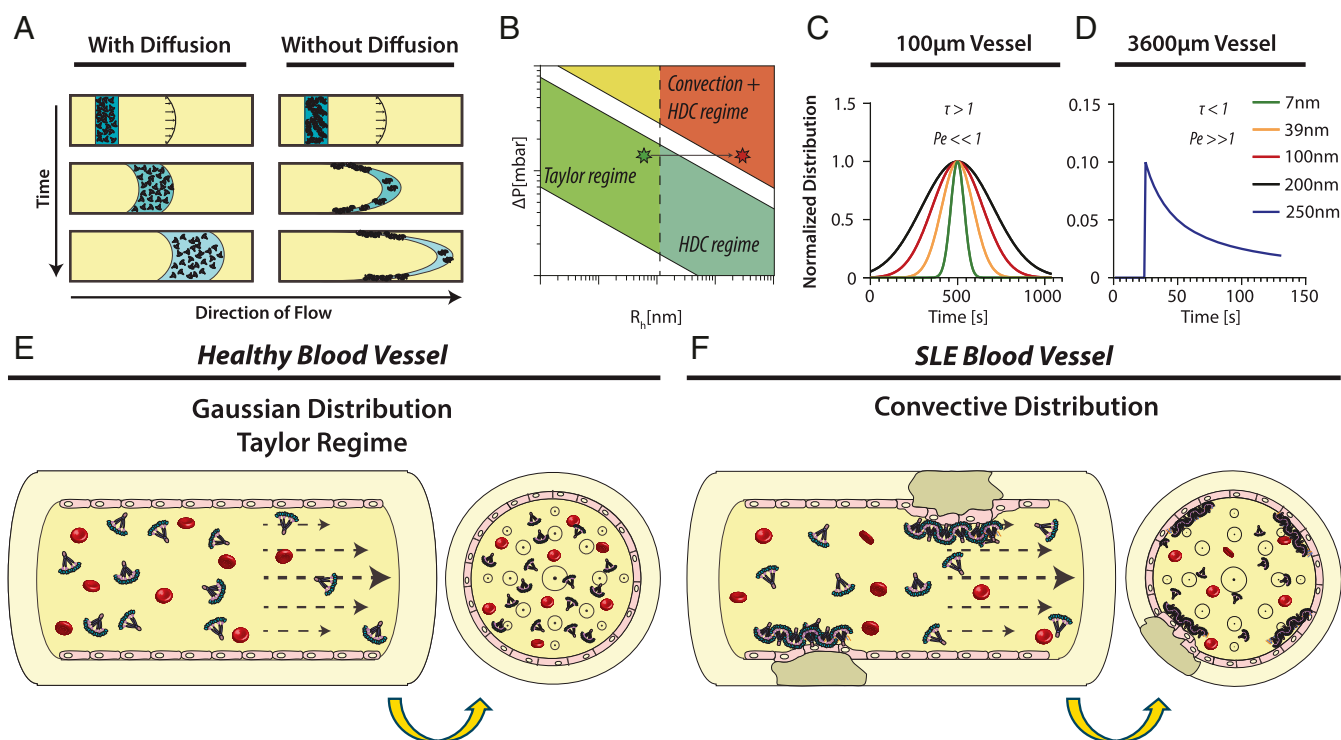 A
With Diffusion
Without Diffusion
Time
Direction of Flow
B
ΔP[mbar]
Convection +
HDC regime
Taylor regime
HDC regime
Rh[nm]
C
100μm Vessel
Normalized Distribution
1.5
1.0
0.5
0
τ > 1
Pe << 1
0
500
1000
Time [s]
D
3600μm Vessel
0.15
0.10
0.05
0
τ < 1
Pe >>1
0
50
100
150
Time [s]
7nm
39nm
100nm
200nm
250nm
E
Healthy Blood Vessel
Gaussian Distribution
Taylor Regime
F
SLE Blood Vessel
Convective Distribution